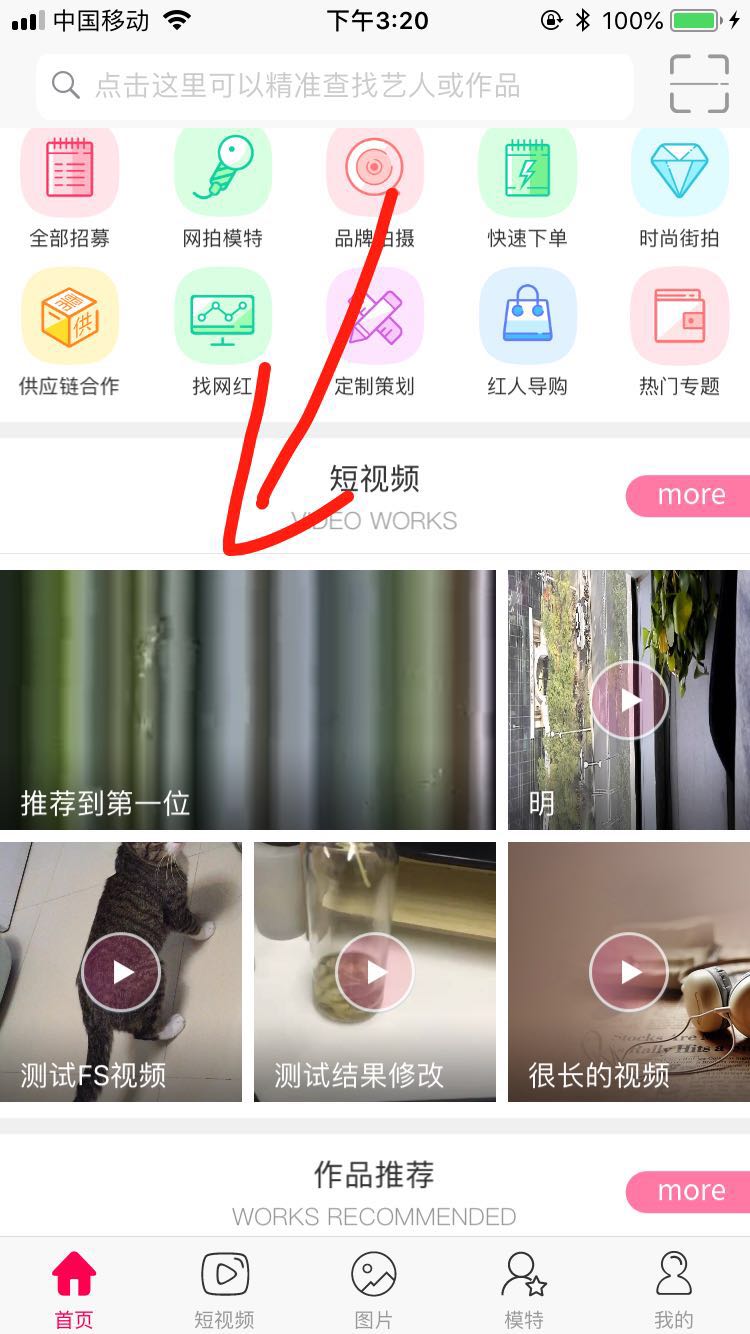 中国移动
下午3:20
100%
点击这里可以精准查找艺人或作品
全部招募
网拍模特
品牌拍摄
快速下单
时尚街拍
需
供
供应链合作
找网红
定制策划
红人导购
热门专题
短视频
more
VIDEO WORKS
推荐到第一位
明
测试FS视频
测试结果修改
很长的视频
作品推荐
more
WORKS RECOMMENDED
首页
短视频
图片
模特
我的